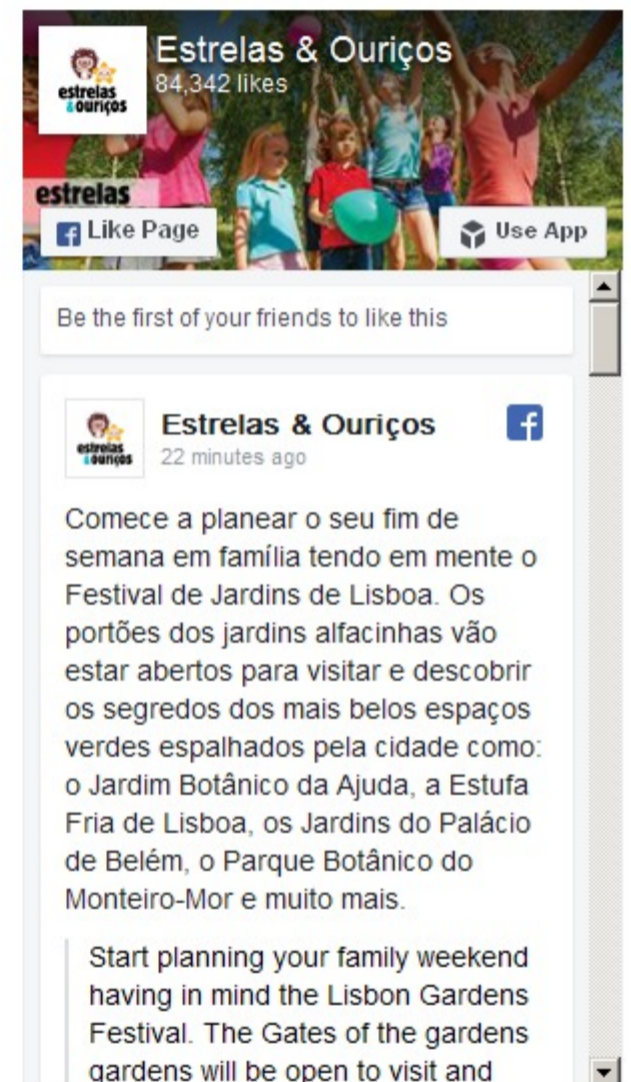 Estrelas & Ouriços
84,342 likes
estrelas
&ouriços
estrelas
Like Page
Use App
Be the first of your friends to like this
estrelas
&ouriços
Estrelas & Ouriços
22 minutes ago
Comece a planear o seu fim de
semana em família tendo em mente o
Festival de Jardins de Lisboa. Os
portões dos jardins alfacinhas vão
estar abertos para visitar e descobrir
os segredos dos mais belos espaços
verdes espalhados pela cidade como:
o Jardim Botânico da Ajuda, a Estufa
Fria de Lisboa, os Jardins do Palácio
de Belém, o Parque Botânico do
Monteiro-Mor e muito mais.
Start planning your family weekend
having in mind the Lisbon Gardens
Festival. The Gates of the gardens
gardens will be open to visit and